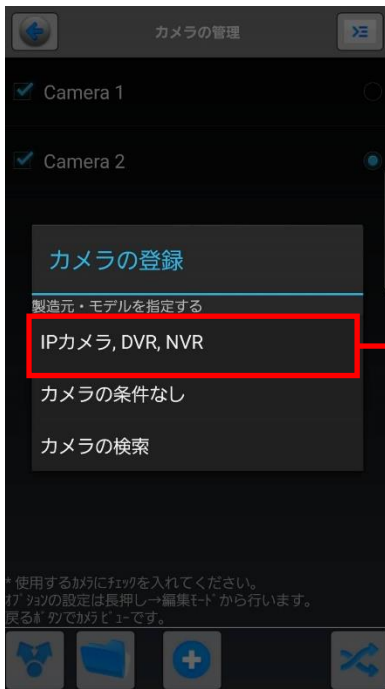 カメラの管理
Camera 1
Camera 2
カメラの登録
製造元・モデルを指定する
IPカメラ, DVR, NVR
カメラの条件なし
カメラの検索
* 使用するカメラにチェックを入れてください。
オプションの設定は長押し→編集モードから行います。
戻るボタンでカメラビューです。